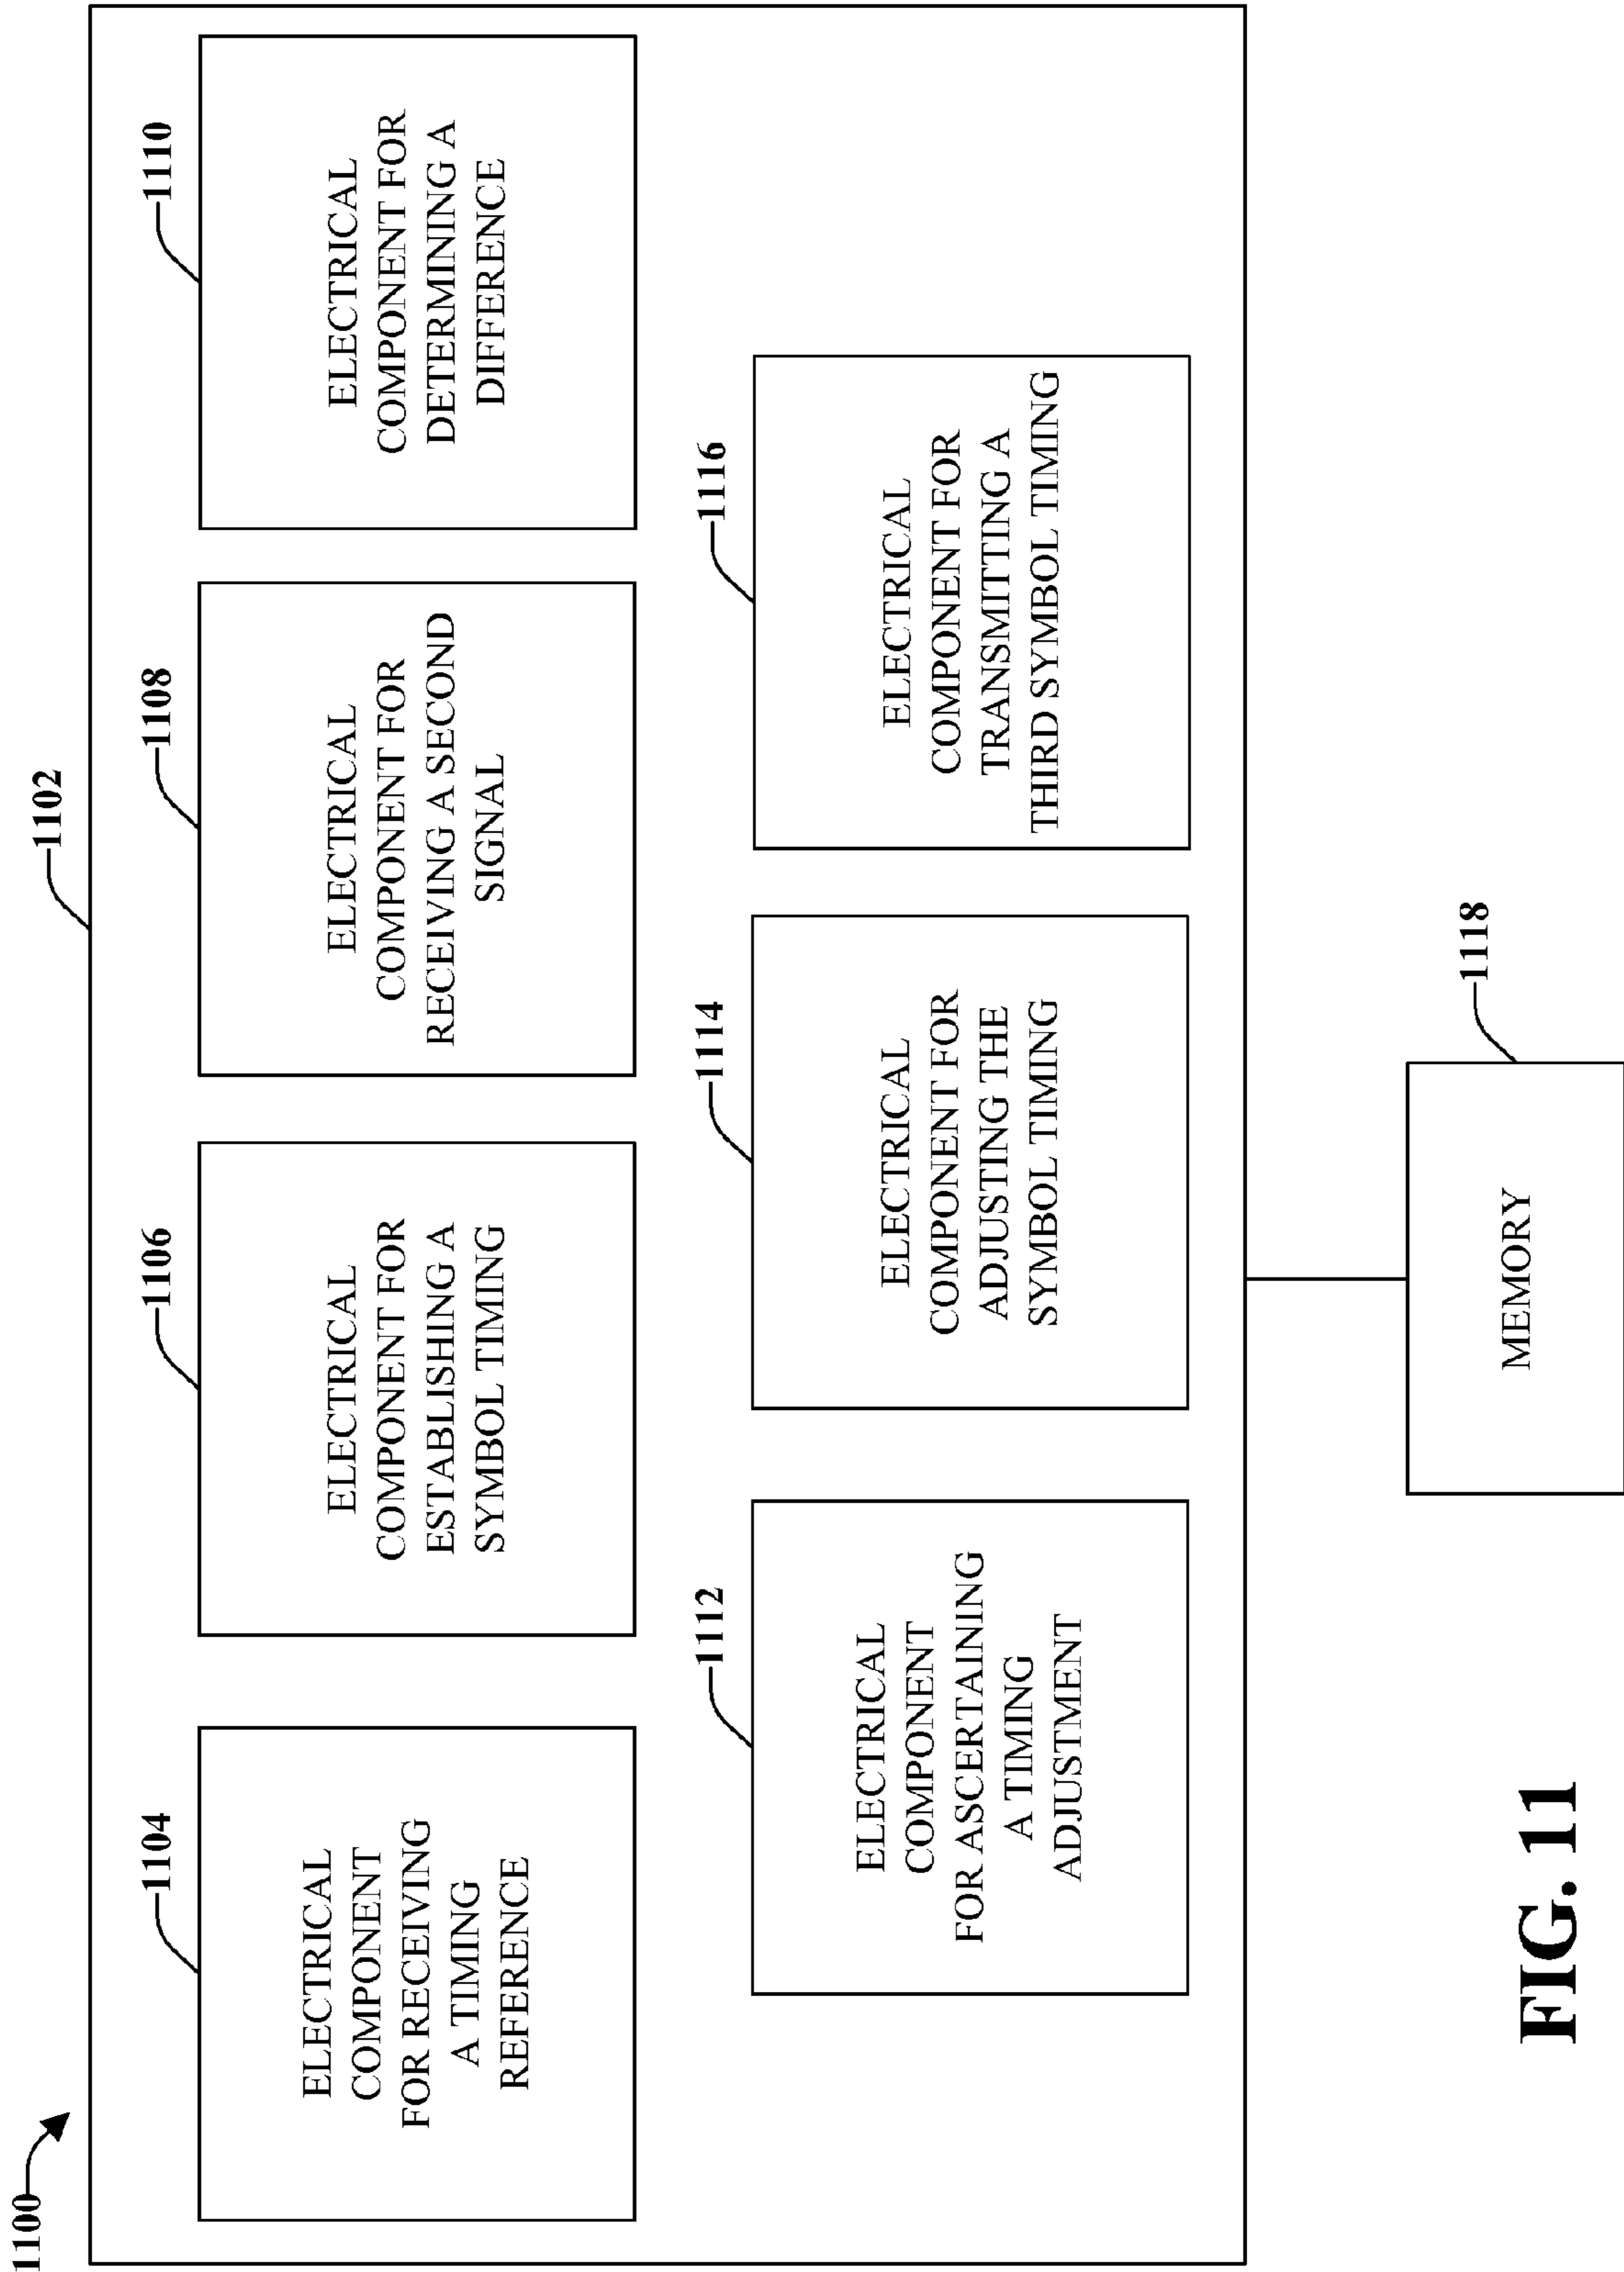 1100
1102
1104
ELECTRICAL
COMPONENT
FOR RECEIVING
A TIMING
REFERENCE
1106
ELECTRICAL
COMPONENT FOR
ESTABLISHING A
SYMBOL TIMING
1108
ELECTRICAL
COMPONENT FOR
RECEIVING A SECOND
SIGNAL
1110
ELECTRICAL
COMPONENT FOR
DETERMINING A
DIFFERENCE
1112
ELECTRICAL
COMPONENT
FOR ASCERTAINING
A TIMING
ADJUSTMENT
1114
ELECTRICAL
COMPONENT FOR
ADJUSTING THE
SYMBOL TIMING
1116
ELECTRICAL
COMPONENT FOR
TRANSMITTING A
THIRD SYMBOL TIMING
1118
MEMORY
FIG. 11